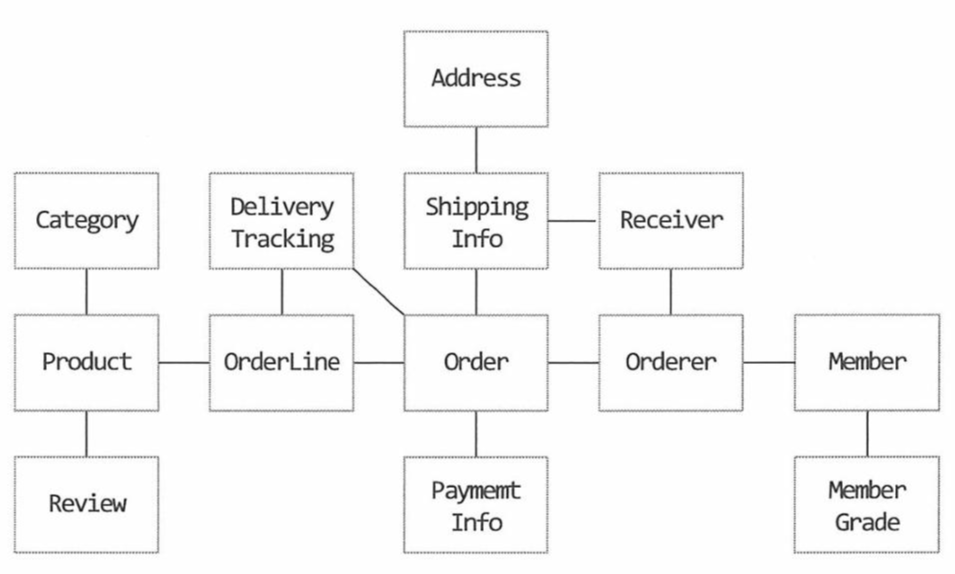 Address
Category
Delivery
Tracking
Shipping
Info
Receiver
Product
OrderLine
Order
Orderer
Member
Review
Paymemt
Info
Member
Grade